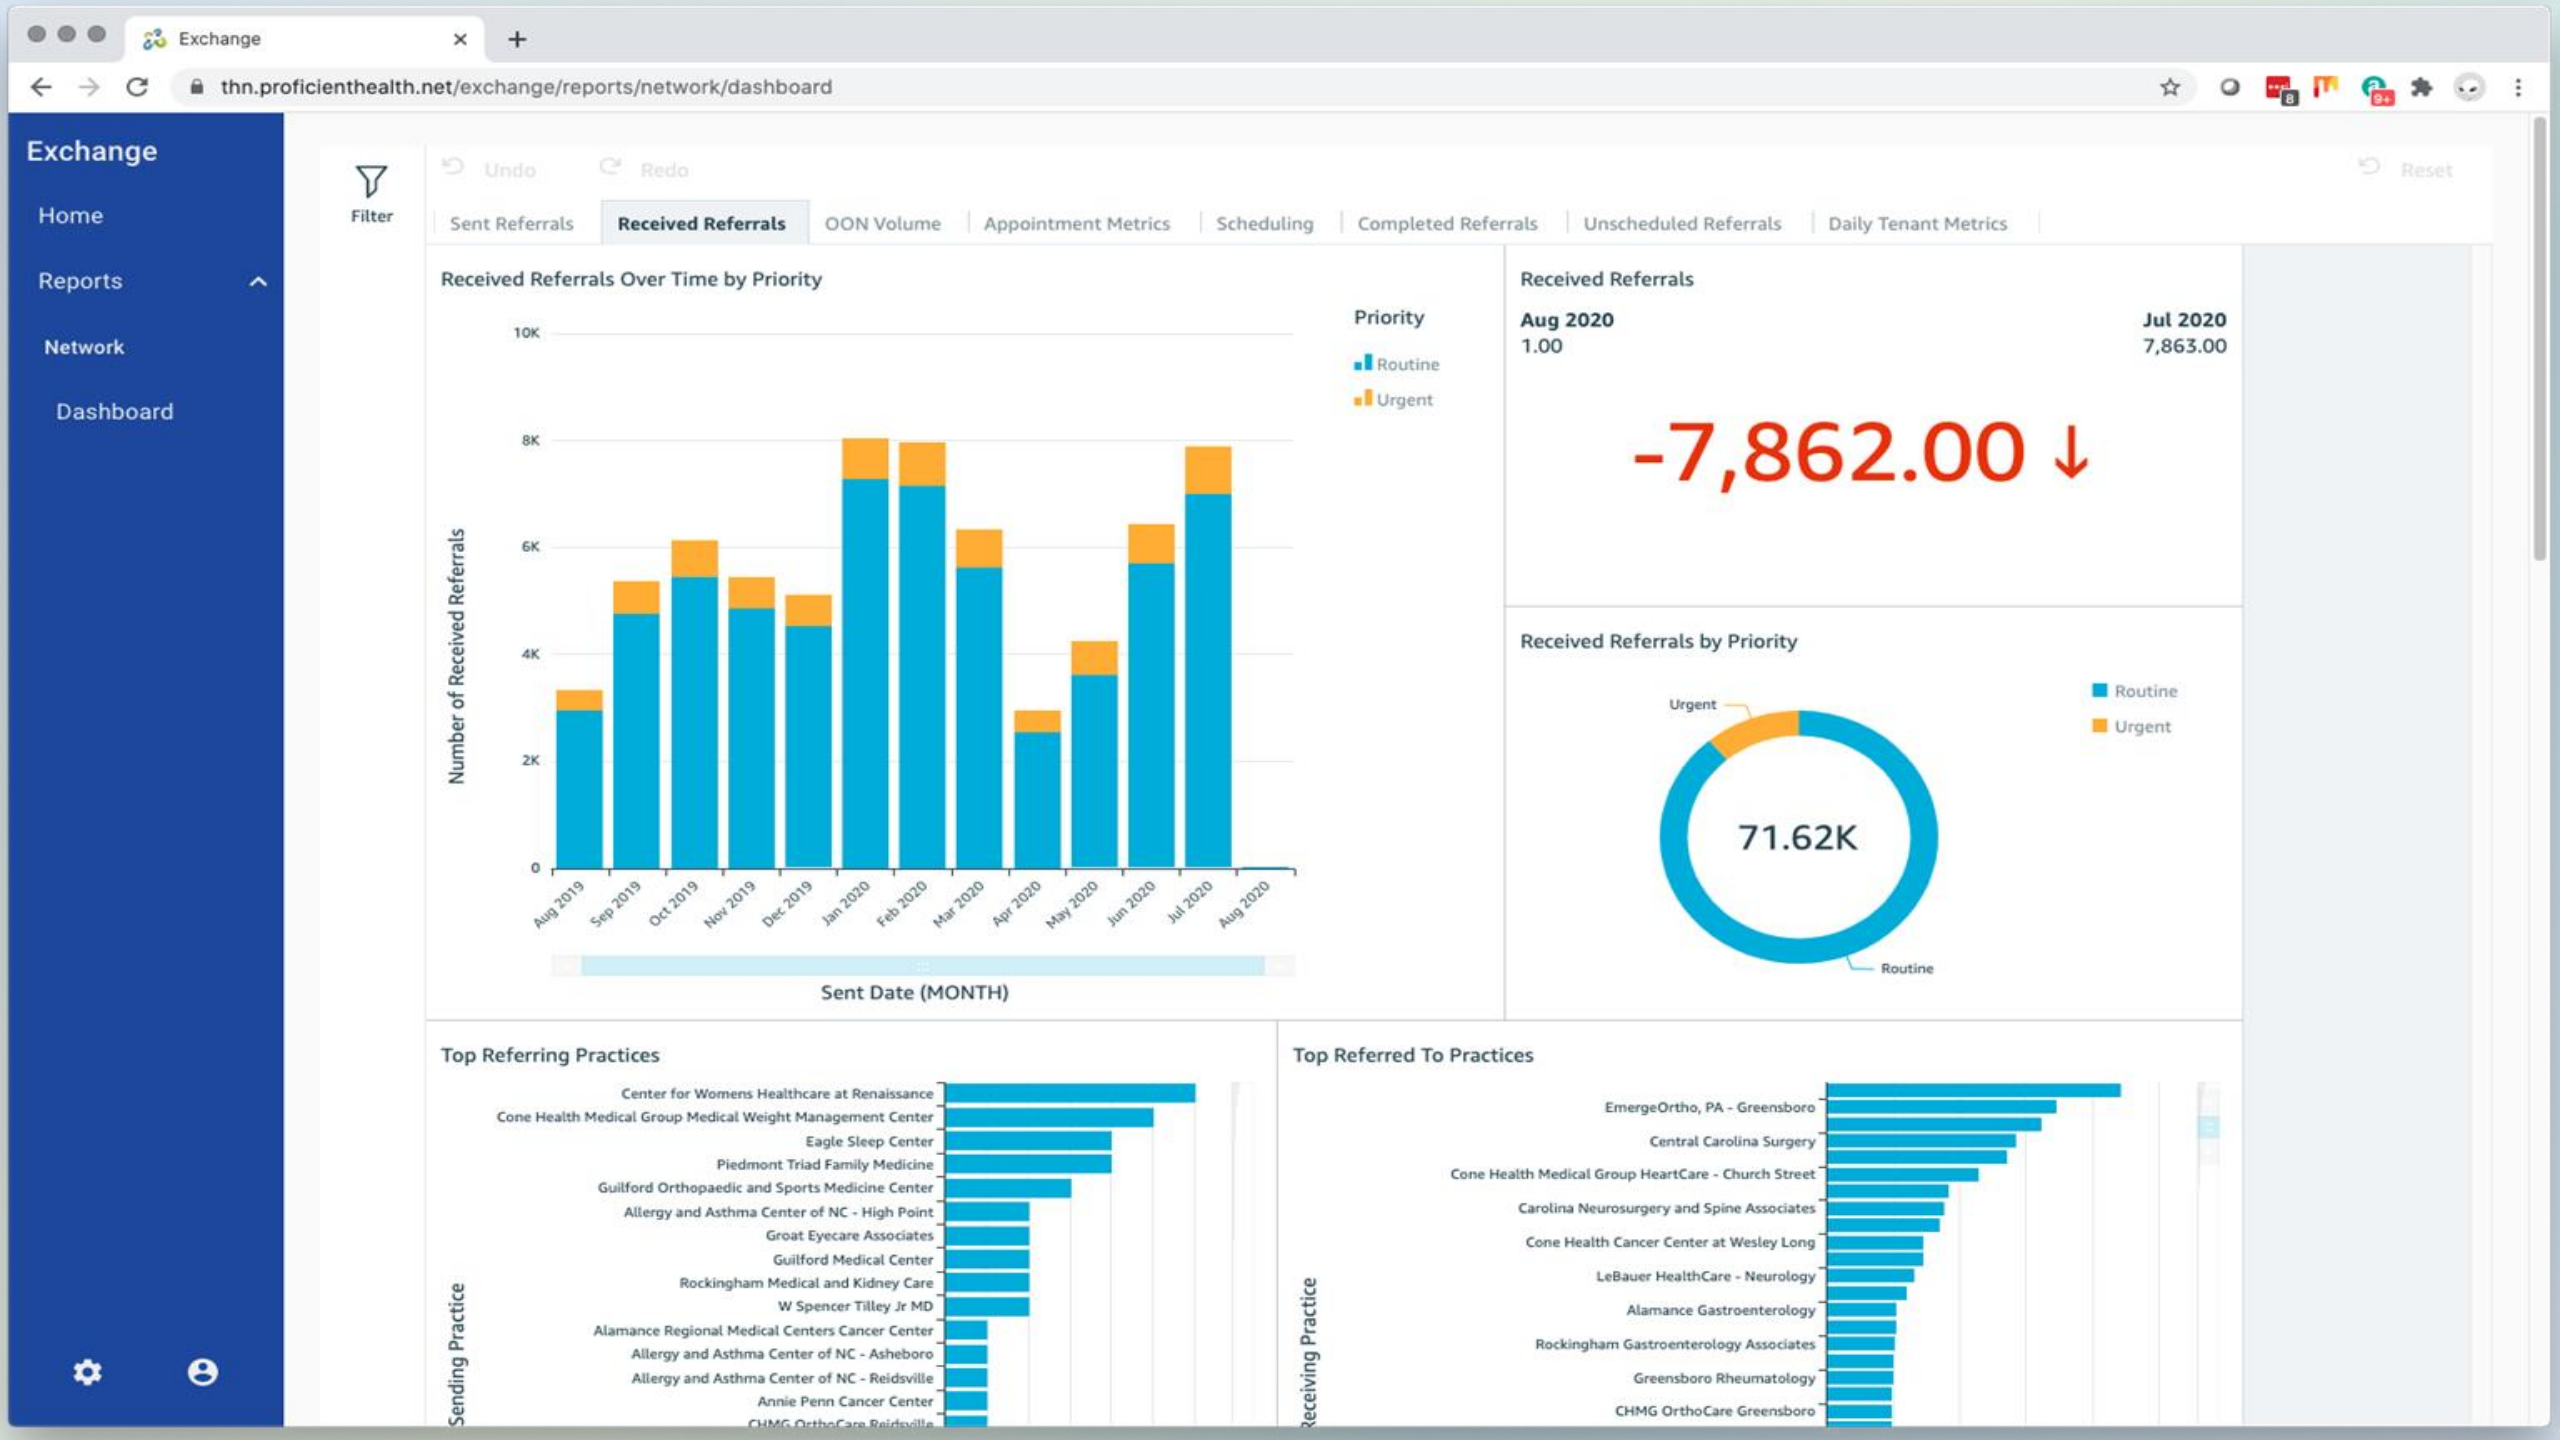 Exchange
thn.proficienthealth.net/exchange/reports/network/dashboard
8
9+
Exchange
Home
Reports
Network
Dashboard
Filter
Undo
Redo
Reset
Sent Referrals
Received Referrals
OON Volume
Appointment Metrics
Scheduling
Completed Referrals
Unscheduled Referrals
Daily Tenant Metrics
Received Referrals Over Time by Priority
Number of Received Referrals
10K
8K
6K
4K
2K
0
Aug 2019
Sep 2019
Oct 2019
Nov 2019
Dec 2019
Jan 2020
Feb 2020
Mar 2020
Apr 2020
May 2020
Jun 2020
Jul 2020
Aug 2020
Sent Date (MONTH)
Priority
Routine
Urgent
Received Referrals
Aug 2020
1.00
Jul 2020
7,863.00
-7,862.00
Received Referrals by Priority
Urgent
71.62K
Routine
Routine
Urgent
Top Referring Practices
Sending Practice
Center for Womens Healthcare at Renaissance
Cone Health Medical Group Medical Weight Management Center
Eagle Sleep Center
Piedmont Triad Family Medicine
Guilford Orthopaedic and Sports Medicine Center
Allergy and Asthma Center of NC - High Point
Groat Eyecare Associates
Guilford Medical Center
Rockingham Medical and Kidney Care
W Spencer Tilley Jr MD
Alamance Regional Medical Centers Cancer Center
Allergy and Asthma Center of NC - Asheboro
Allergy and Asthma Center of NC - Reidsville
Annie Penn Cancer Center
CHMG OrthoCare Reidsville
Top Referred To Practices
Receiving Practice
EmergeOrtho, PA - Greensboro
Central Carolina Surgery
Cone Health Medical Group HeartCare - Church Street
Carolina Neurosurgery and Spine Associates
Cone Health Cancer Center at Wesley Long
LeBauer HealthCare - Neurology
Alamance Gastroenterology
Rockingham Gastroenterology Associates
Greensboro Rheumatology
CHMG OrthoCare Greensboro